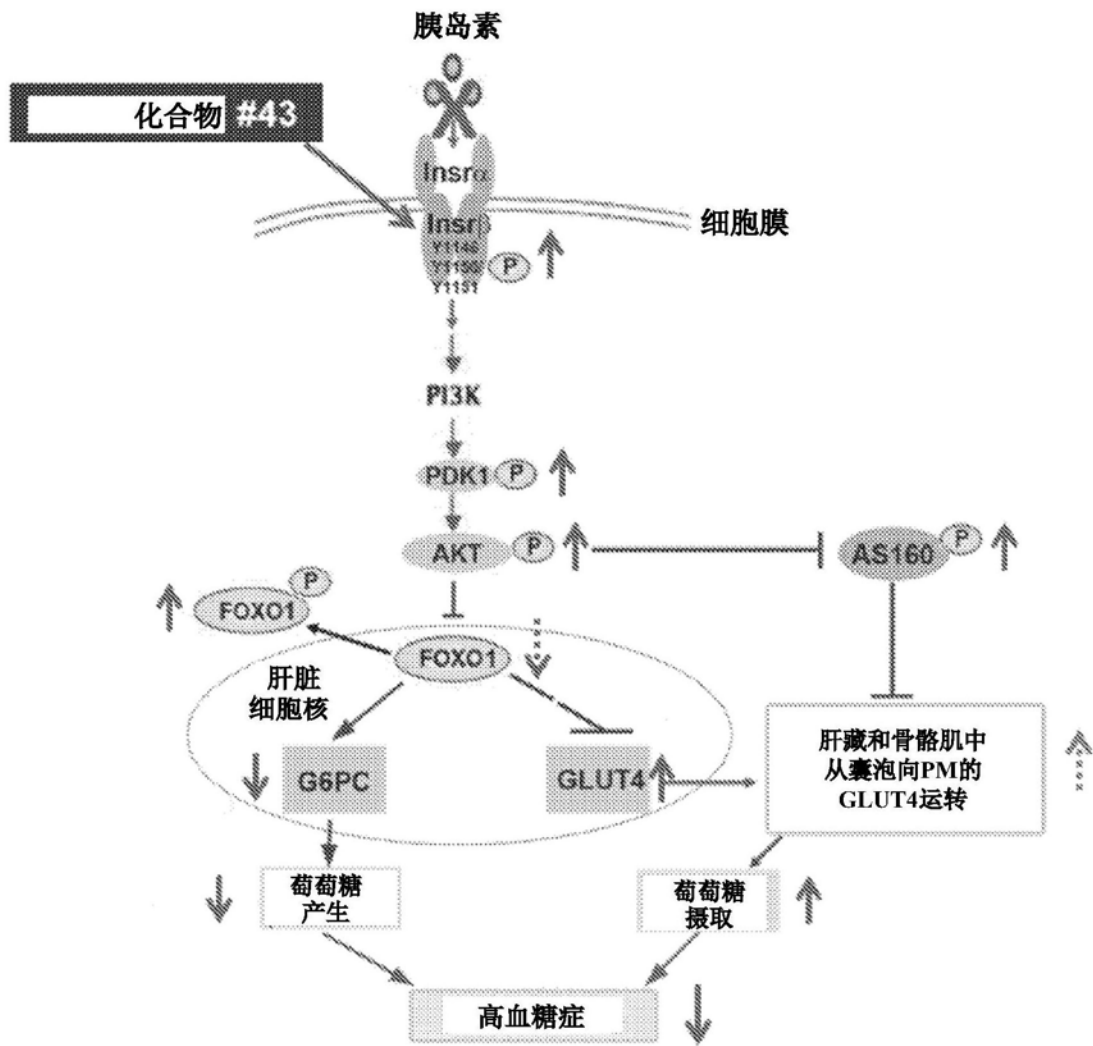 胰岛素
化合物 #43
Insrα
Insrβ
Y1146
Y1150
Y1151
P
细胞膜
PI3K
PDK1 P
AKT P
AS160 P
P
FOXO1
FOXO1
肝脏
细胞核
G6PC
GLUT4
肝藏和骨骼肌中
从囊泡向PM的
GLUT4运转
葡萄糖
产生
葡萄糖
摄取
高血糖症